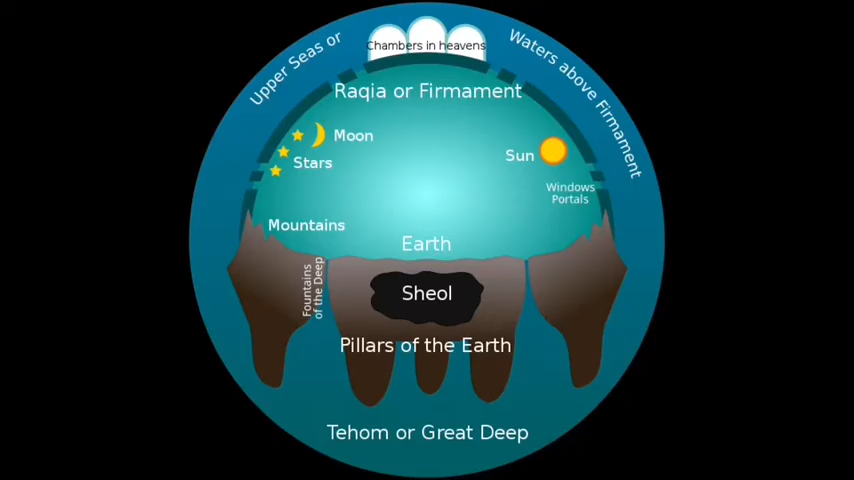 Chambers in heavens
Upper Seas or
Waters above Firmament
Raqia or Firmament
Moon
Stars
Sun
Windows
Portals
Mountains
Earth
Fountains
of the Deep
Sheol
Pillars of the Earth
Tehom or Great Deep